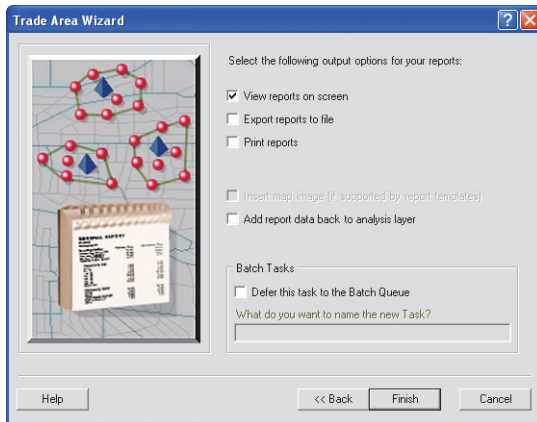 Trade Area Wizard
Select the following output options for your reports:
View reports on screen
Export reports to file
Print reports
Insert map image (if supported by report templates)
Add report data back to analysis layer
Batch Tasks
Defer this task to the Batch Queue
What do you want to name the new Task?
Help
<< Back
Finish
Cancel